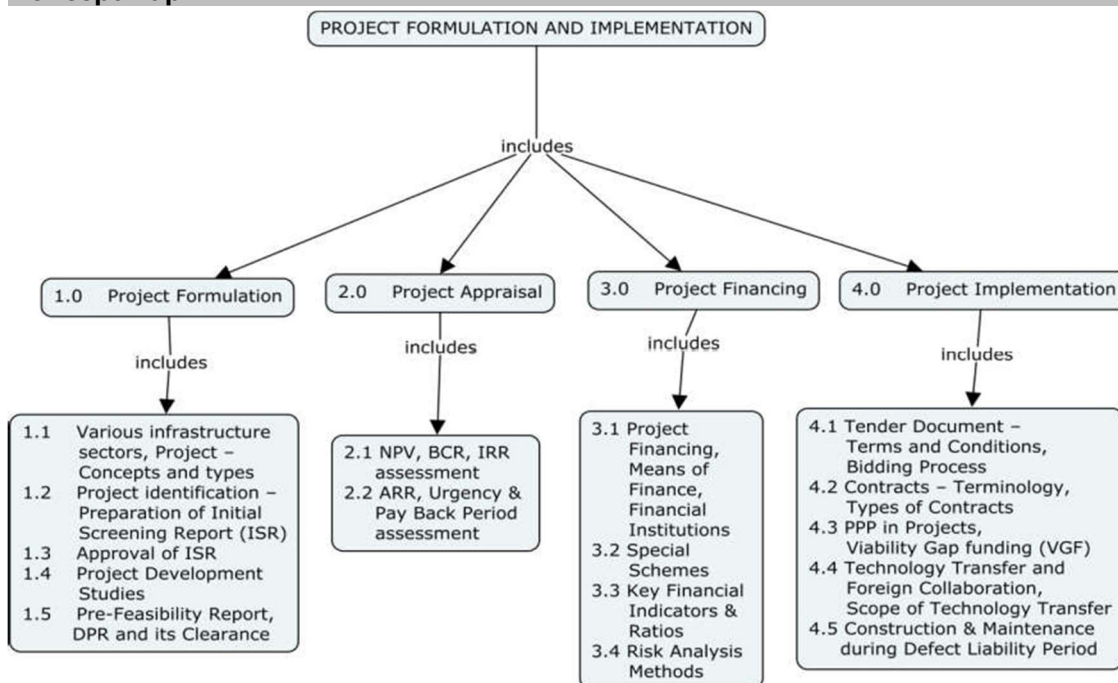 PROJECT FORMULATION AND IMPLEMENTATION
includes
1.0 Project Formulation
2.0 Project Appraisal
3.0 Project Financing
4.0 Project Implementation
includes
includes
includes
includes
1.1 Various infrastructure
sectors, Project –
Concepts and types
1.2 Project identification –
Preparation of Initial
Screening Report (ISR)
1.3 Approval of ISR
1.4 Project Development
Studies
1.5 Pre-Feasibility Report,
DPR and its Clearance
2.1 NPV, BCR, IRR
assessment
2.2 ARR, Urgency &
Pay Back Period
assessment
3.1 Project
Financing,
Means of
Finance,
Financial
Institutions
3.2 Special
Schemes
3.3 Key Financial
Indicators &
Ratios
3.4 Risk Analysis
Methods
4.1 Tender Document –
Terms and Conditions,
Bidding Process
4.2 Contracts – Terminology,
Types of Contracts
4.3 PPP in Projects,
Viability Gap funding (VGF)
4.4 Technology Transfer and
Foreign Collaboration,
Scope of Technology Transfer
4.5 Construction & Maintenance
during Defect Liability Period